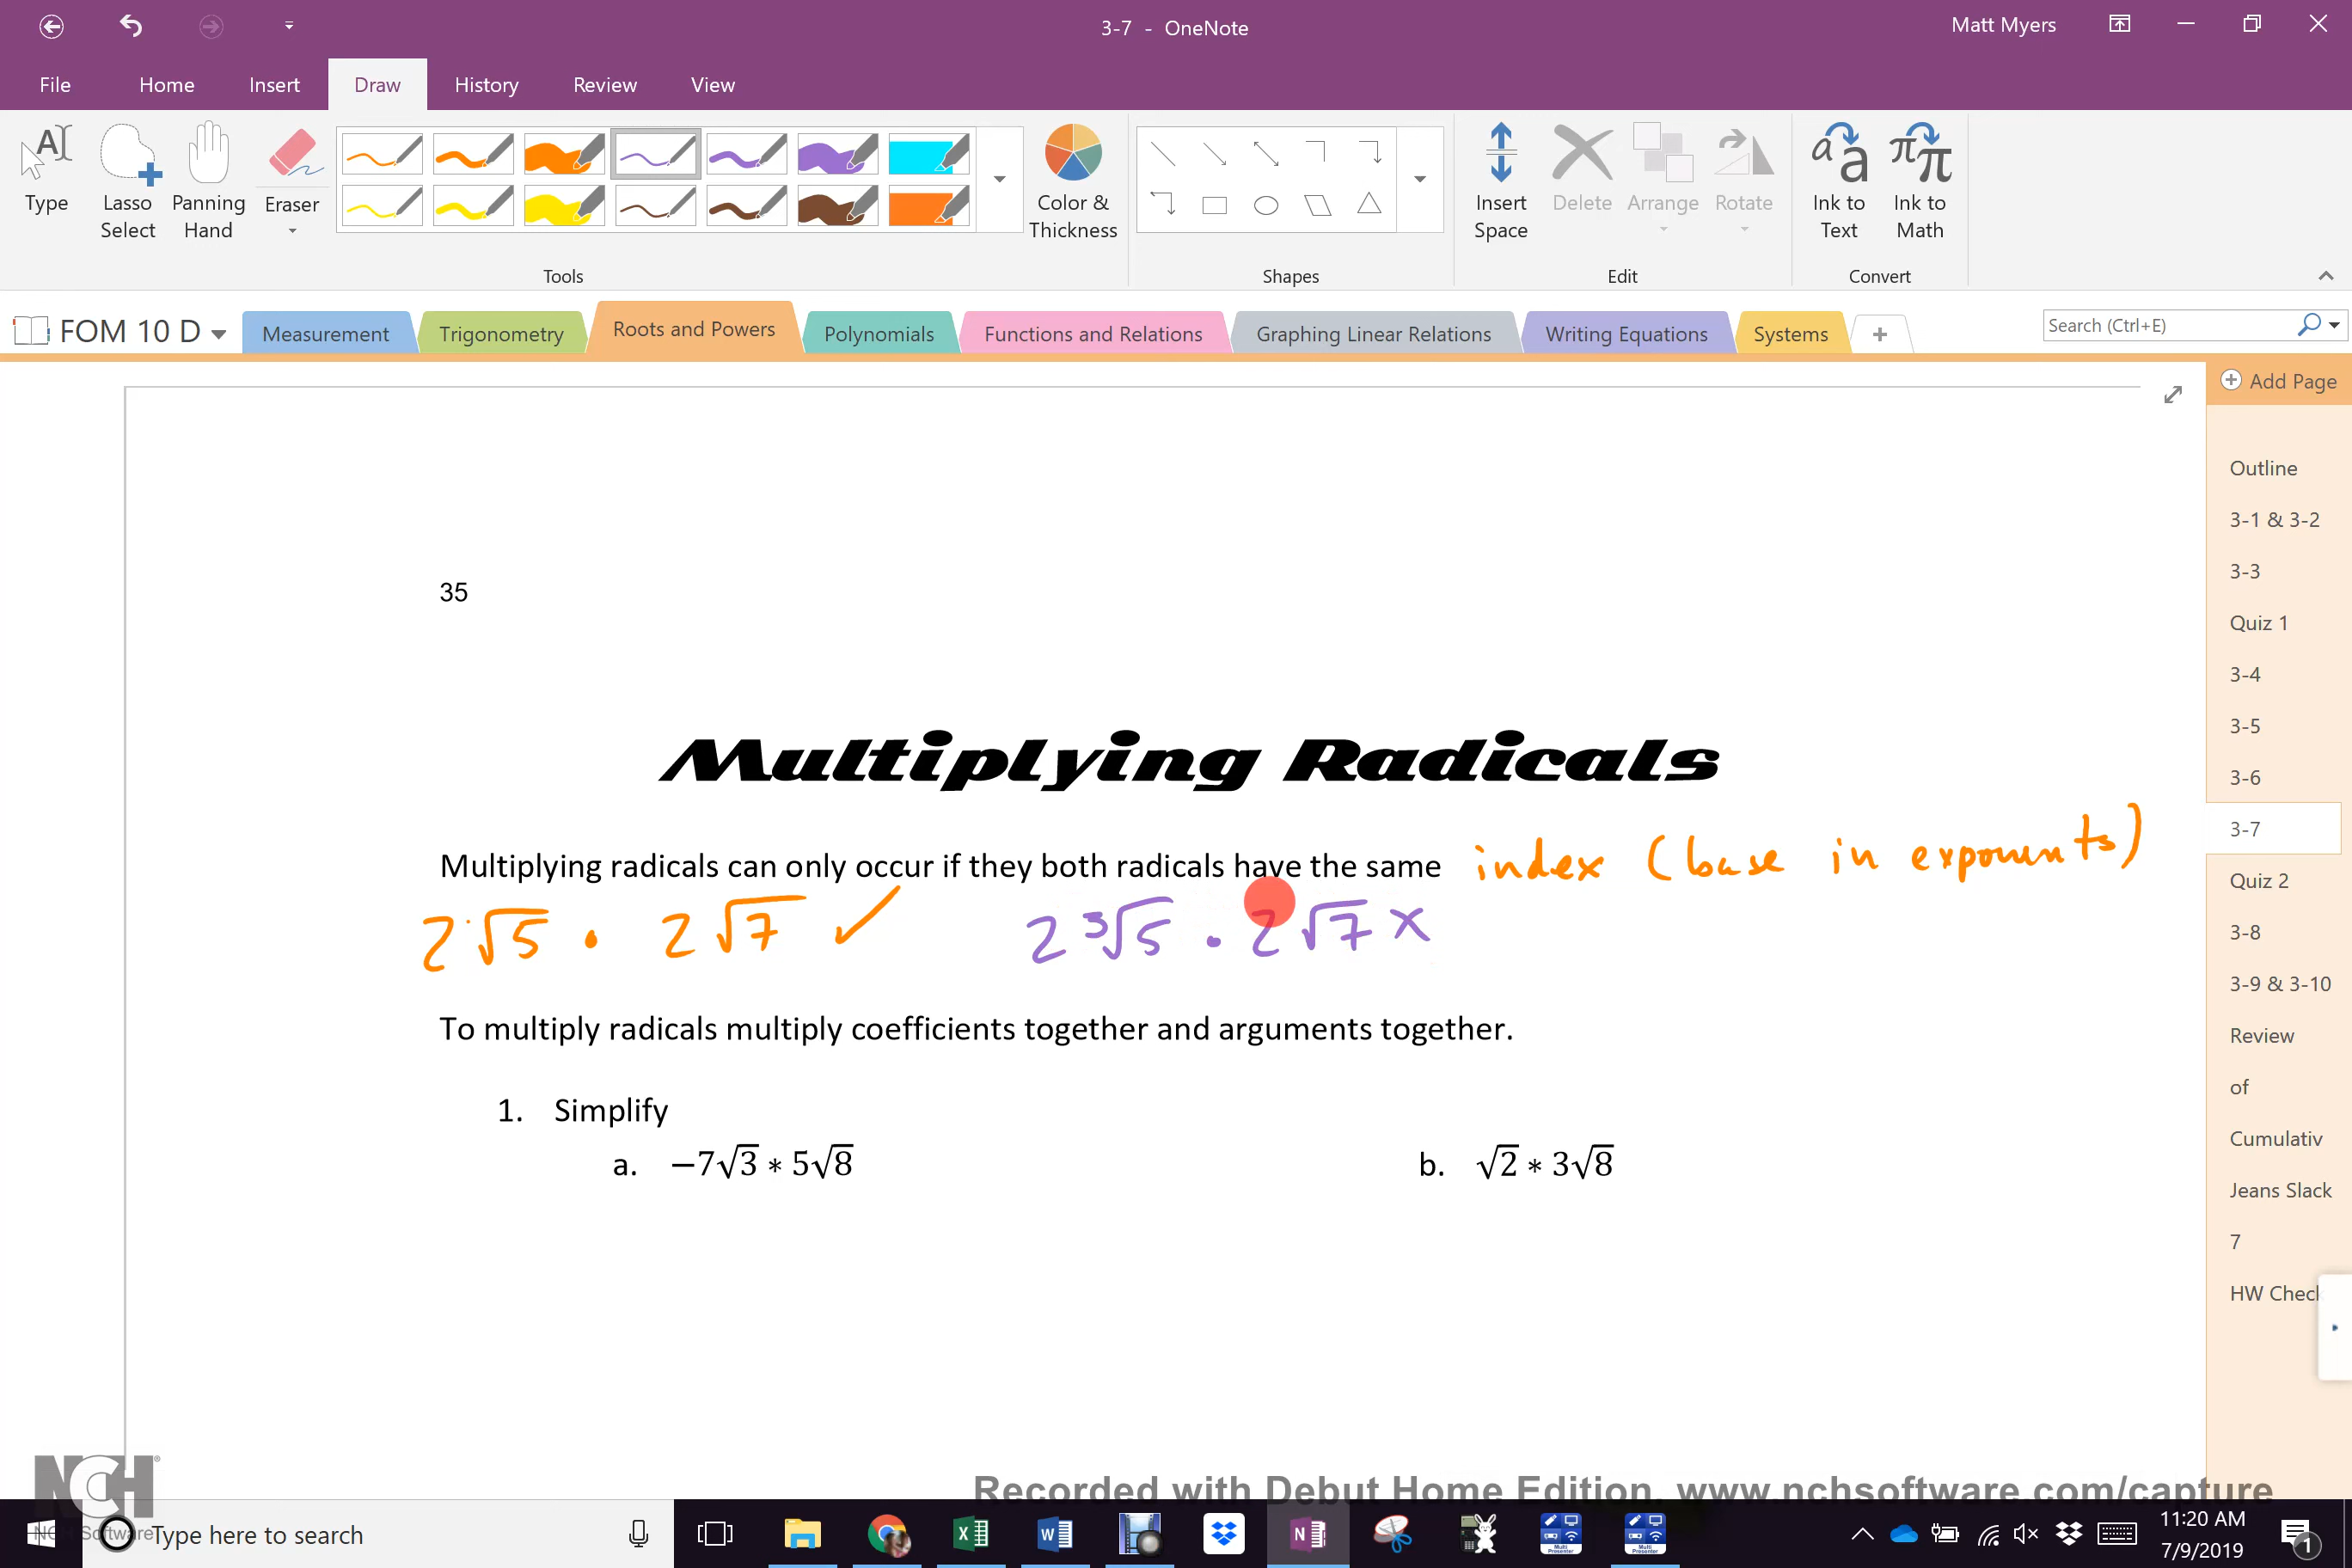 3-7 - OneNote
Matt Myers
File Home Insert Draw History Review View
Type
Lasso Select
Panning Hand
Eraser
Color & Thickness
Insert Space
Delete
Arrange
Rotate
Ink to Text
Ink to Math
Tools
Shapes
Edit
Convert
FOM 10 D
Measurement
Trigonometry
Roots and Powers
Polynomials
Functions and Relations
Graphing Linear Relations
Writing Equations
Systems
Search (Ctrl+E)
35
Multiplying Radicals
Multiplying radicals can only occur if they both radicals have the same index (base in exponents)
2√5 · 2√7 ✓ 2∛5 · 2√7 x
To multiply radicals multiply coefficients together and arguments together.
1. Simplify
a. −7√3 ∗ 5√8
b. √2 ∗ 3√8
Add Page
Outline
3-1 & 3-2
3-3
Quiz 1
3-4
3-5
3-6
3-7
Quiz 2
3-8
3-9 & 3-10
Review
of
Cumulativ
Jeans Slack
7
HW Check
NCH
NCH Software
Recorded with Debut Home Edition. www.nchsoftware.com/capture
Type here to search
11:20 AM
7/9/2019
1